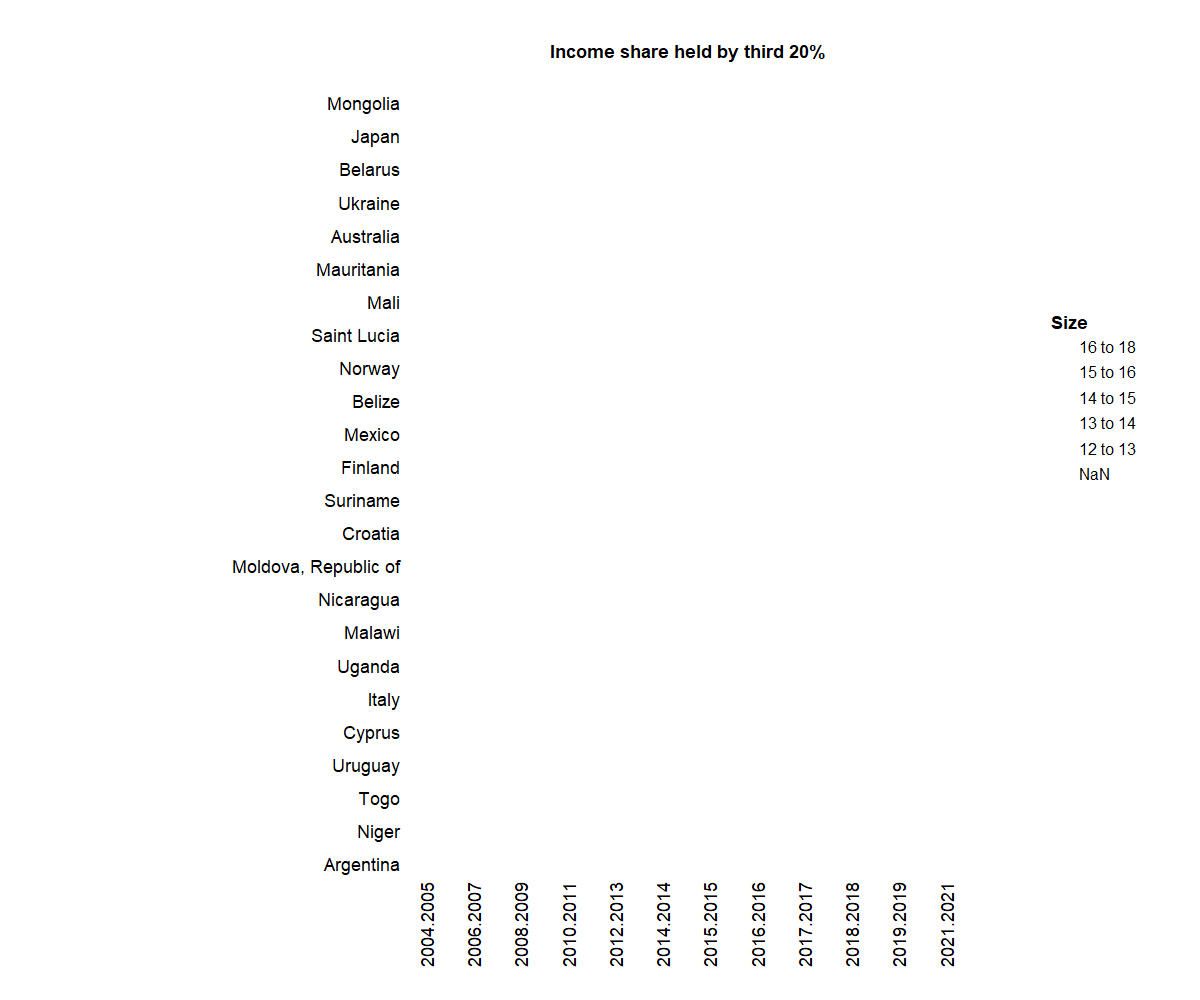 Income share held by third 20%
Mongolia
Japan
Belarus
Ukraine
Australia
Mauritania
Mali
Saint Lucia
Norway
Belize
Mexico
Finland
Suriname
Croatia
Moldova, Republic of
Nicaragua
Malawi
Uganda
Italy
Cyprus
Uruguay
Togo
Niger
Argentina
2004.2005
2006.2007
2008.2009
2010.2011
2012.2013
2014.2014
2015.2015
2016.2016
2017.2017
2018.2018
2019.2019
2021.2021
Size
16 to 18
15 to 16
14 to 15
13 to 14
12 to 13
NaN